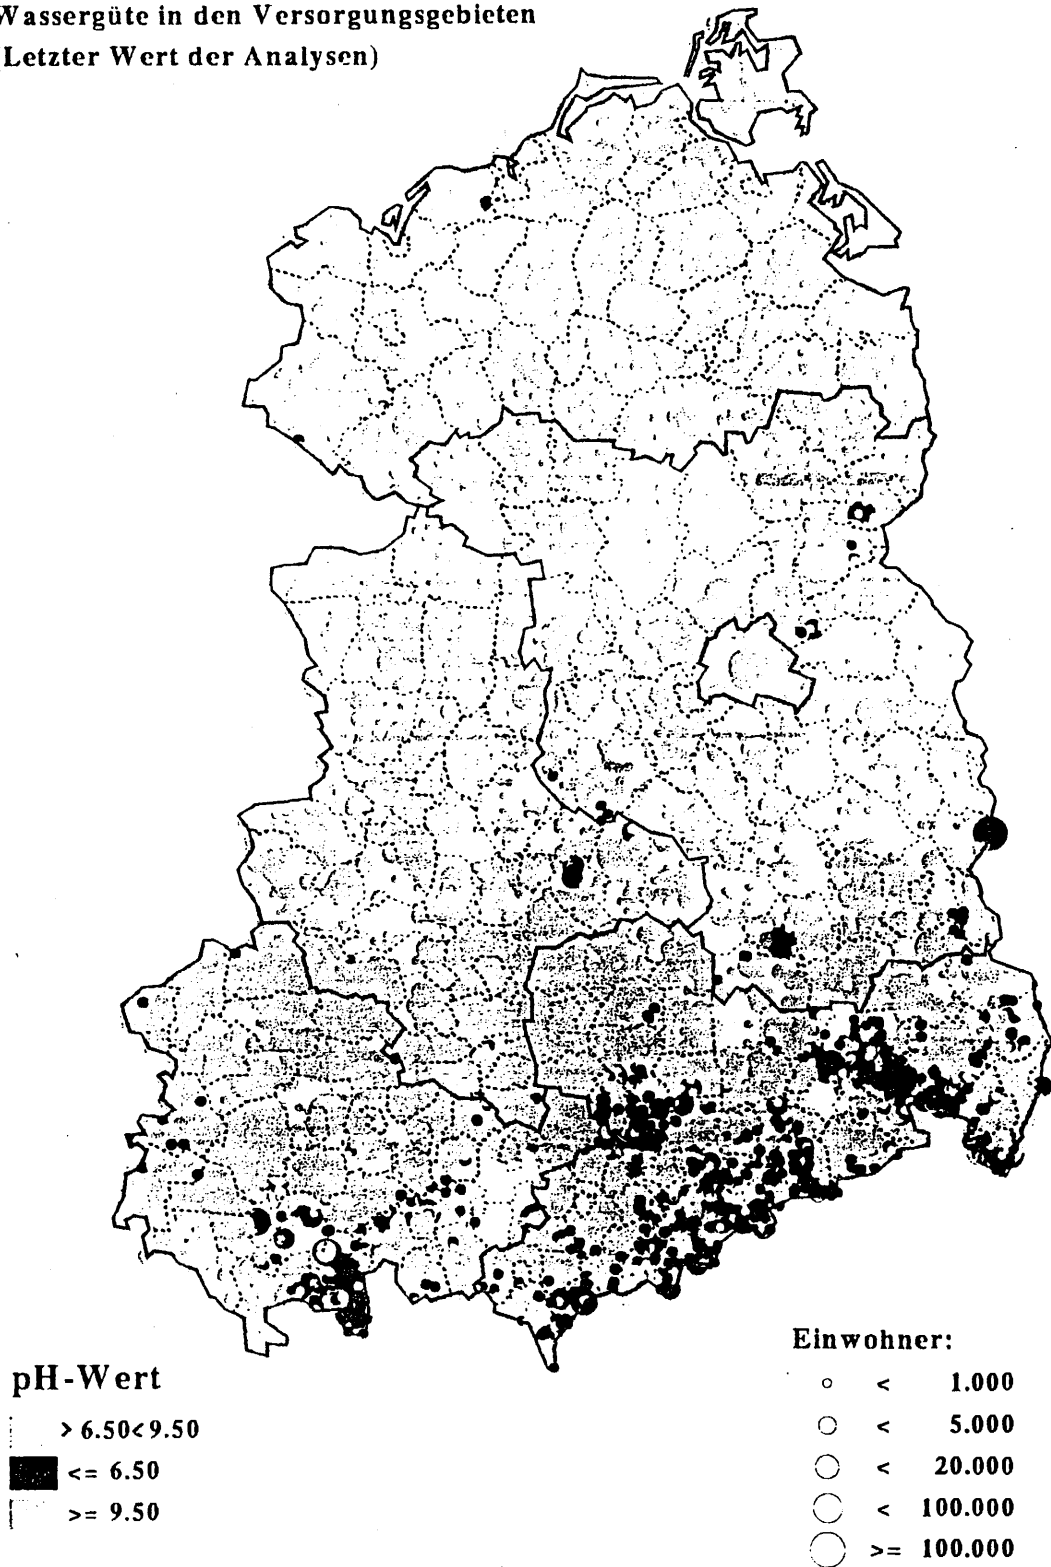 Wassergüte in den Versorgungsgebieten
(Letzter Wert der Analysen)
Einwohner:
< 1.000
< 5.000
< 20.000
< 100.000
>= 100.000
pH-Wert
> 6.50< 9.50
<= 6.50
>= 9.50